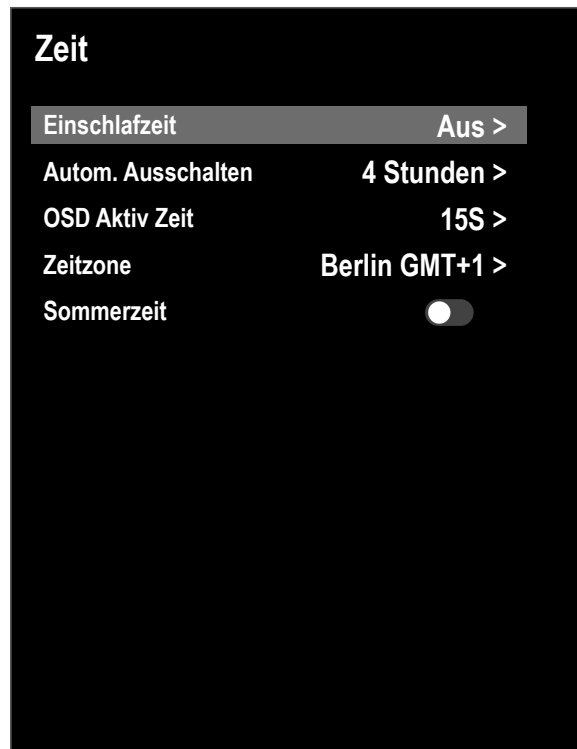 Zeit
Einschlafzeit Aus >
Autom. Ausschalten 4 Stunden >
OSD Aktiv Zeit 15S >
Zeitzone Berlin GMT+1 >
Sommerzeit